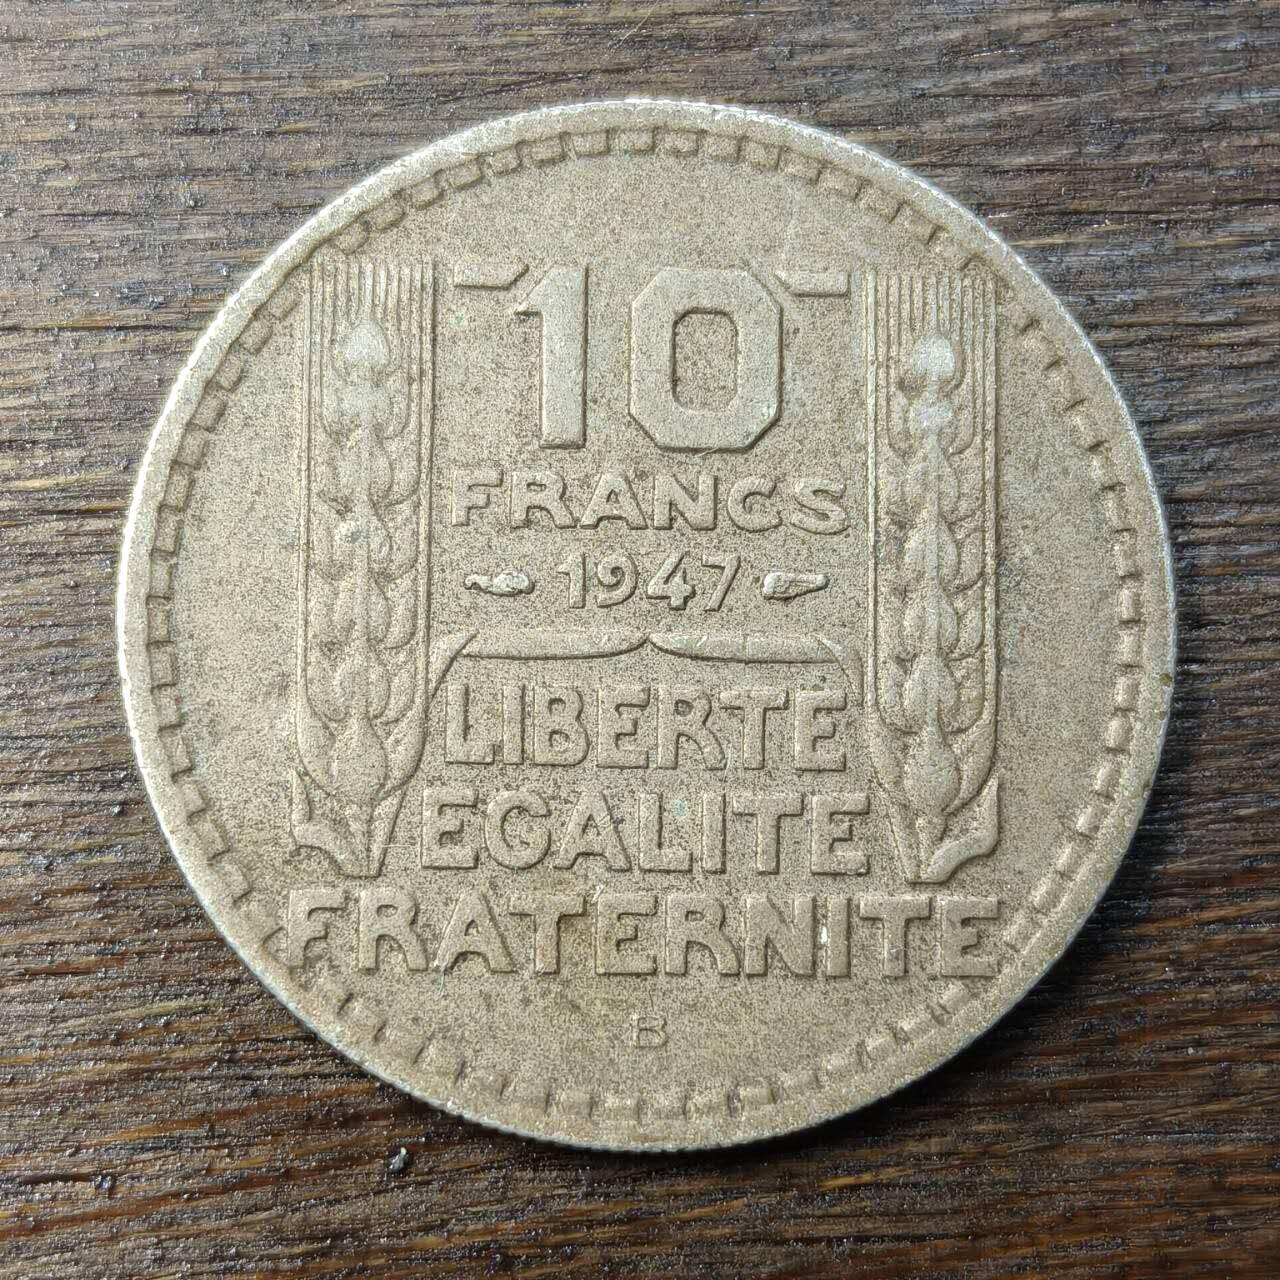 10
FRANCS
1947
LIBERTE
EGALITE
FRATERNITE
B